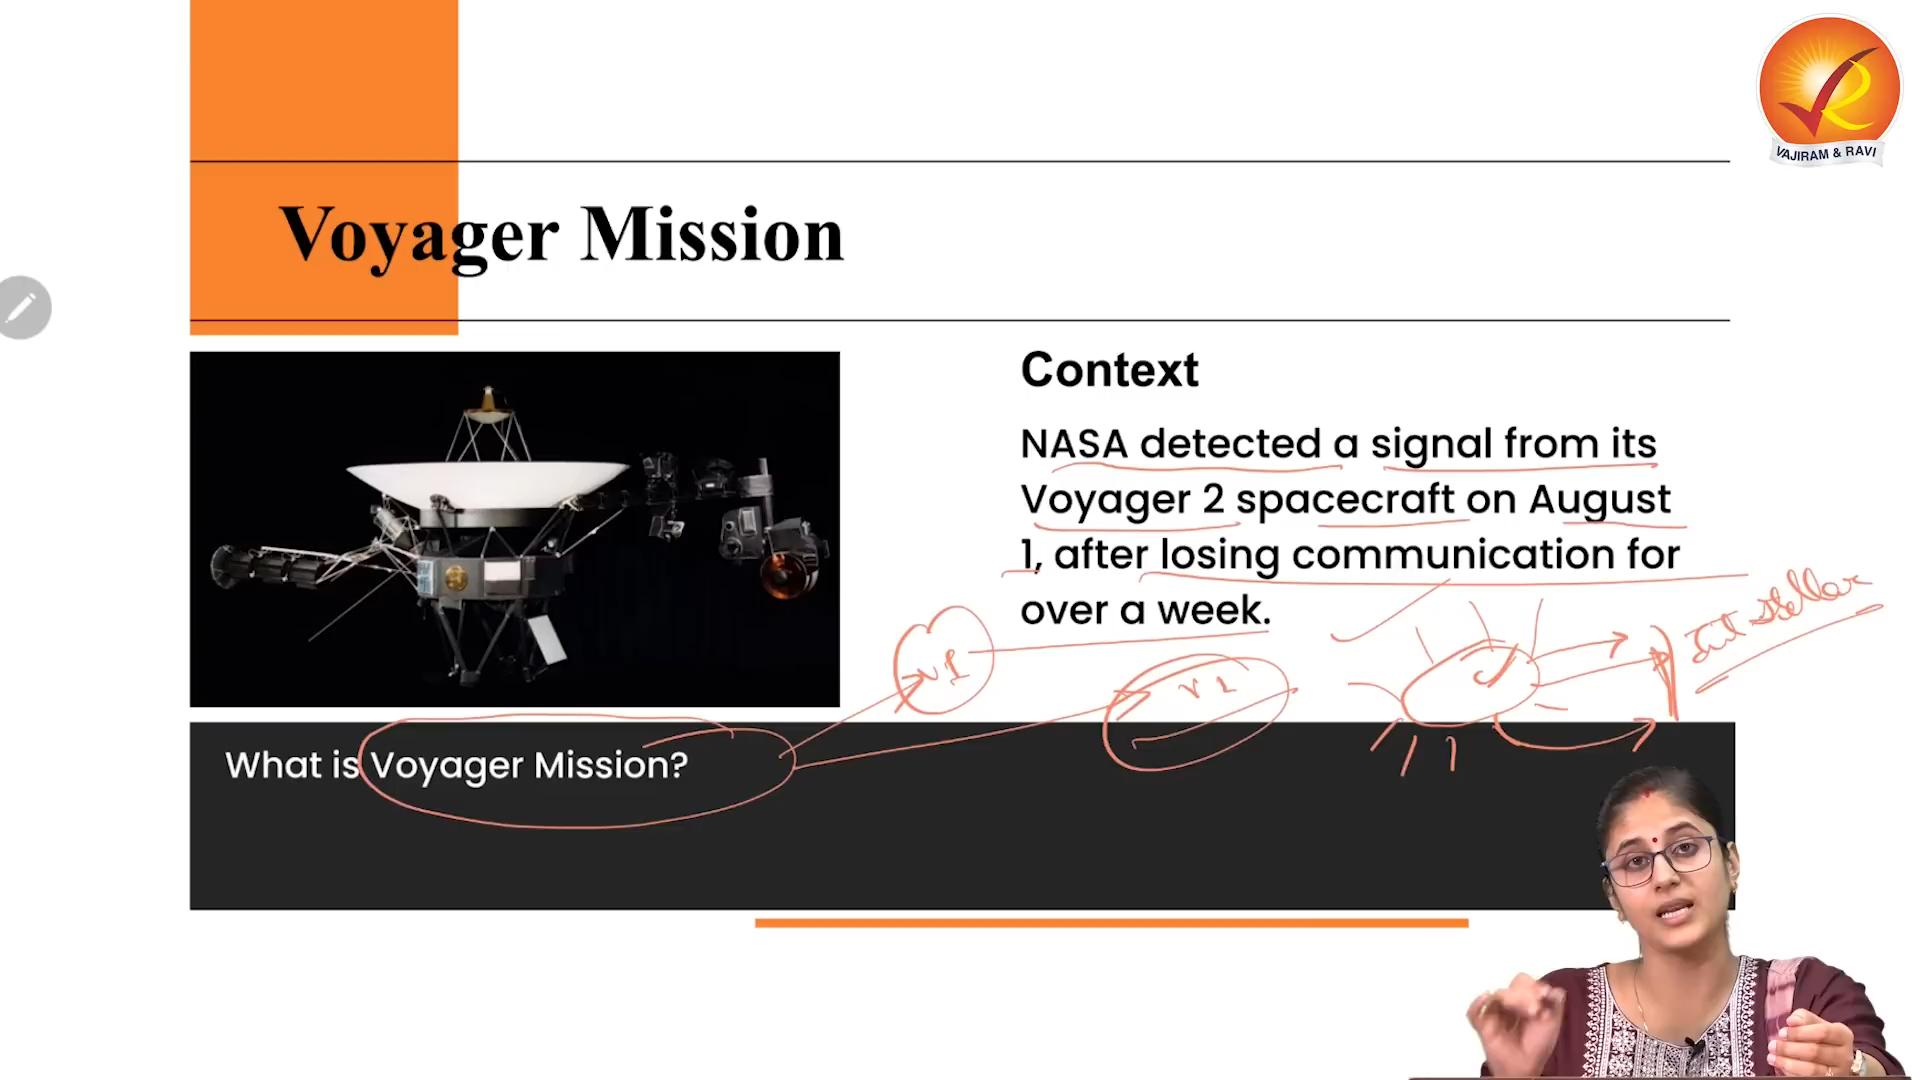 VAJIRAM & RAVI
Voyager Mission
Context
NASA detected a signal from its
Voyager 2 spacecraft on August
1, after losing communication for
over a week.
V1
What is Voyager Mission?